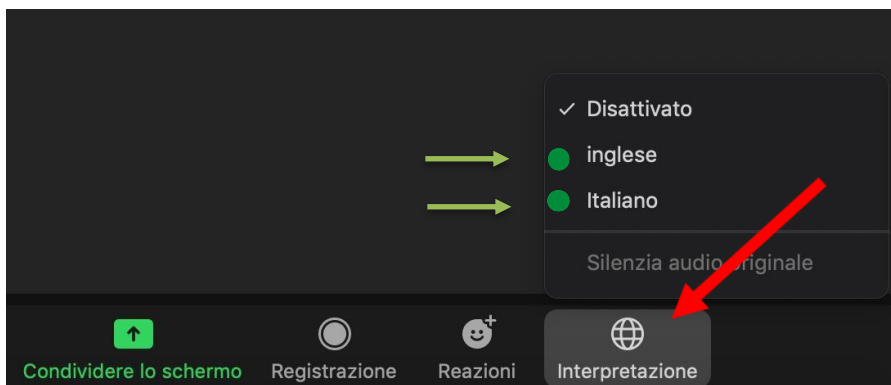 Disattivato
inglese
Italiano
Silenzia audio originale
Condividere lo schermo Registrazione Reazioni Interpretazione